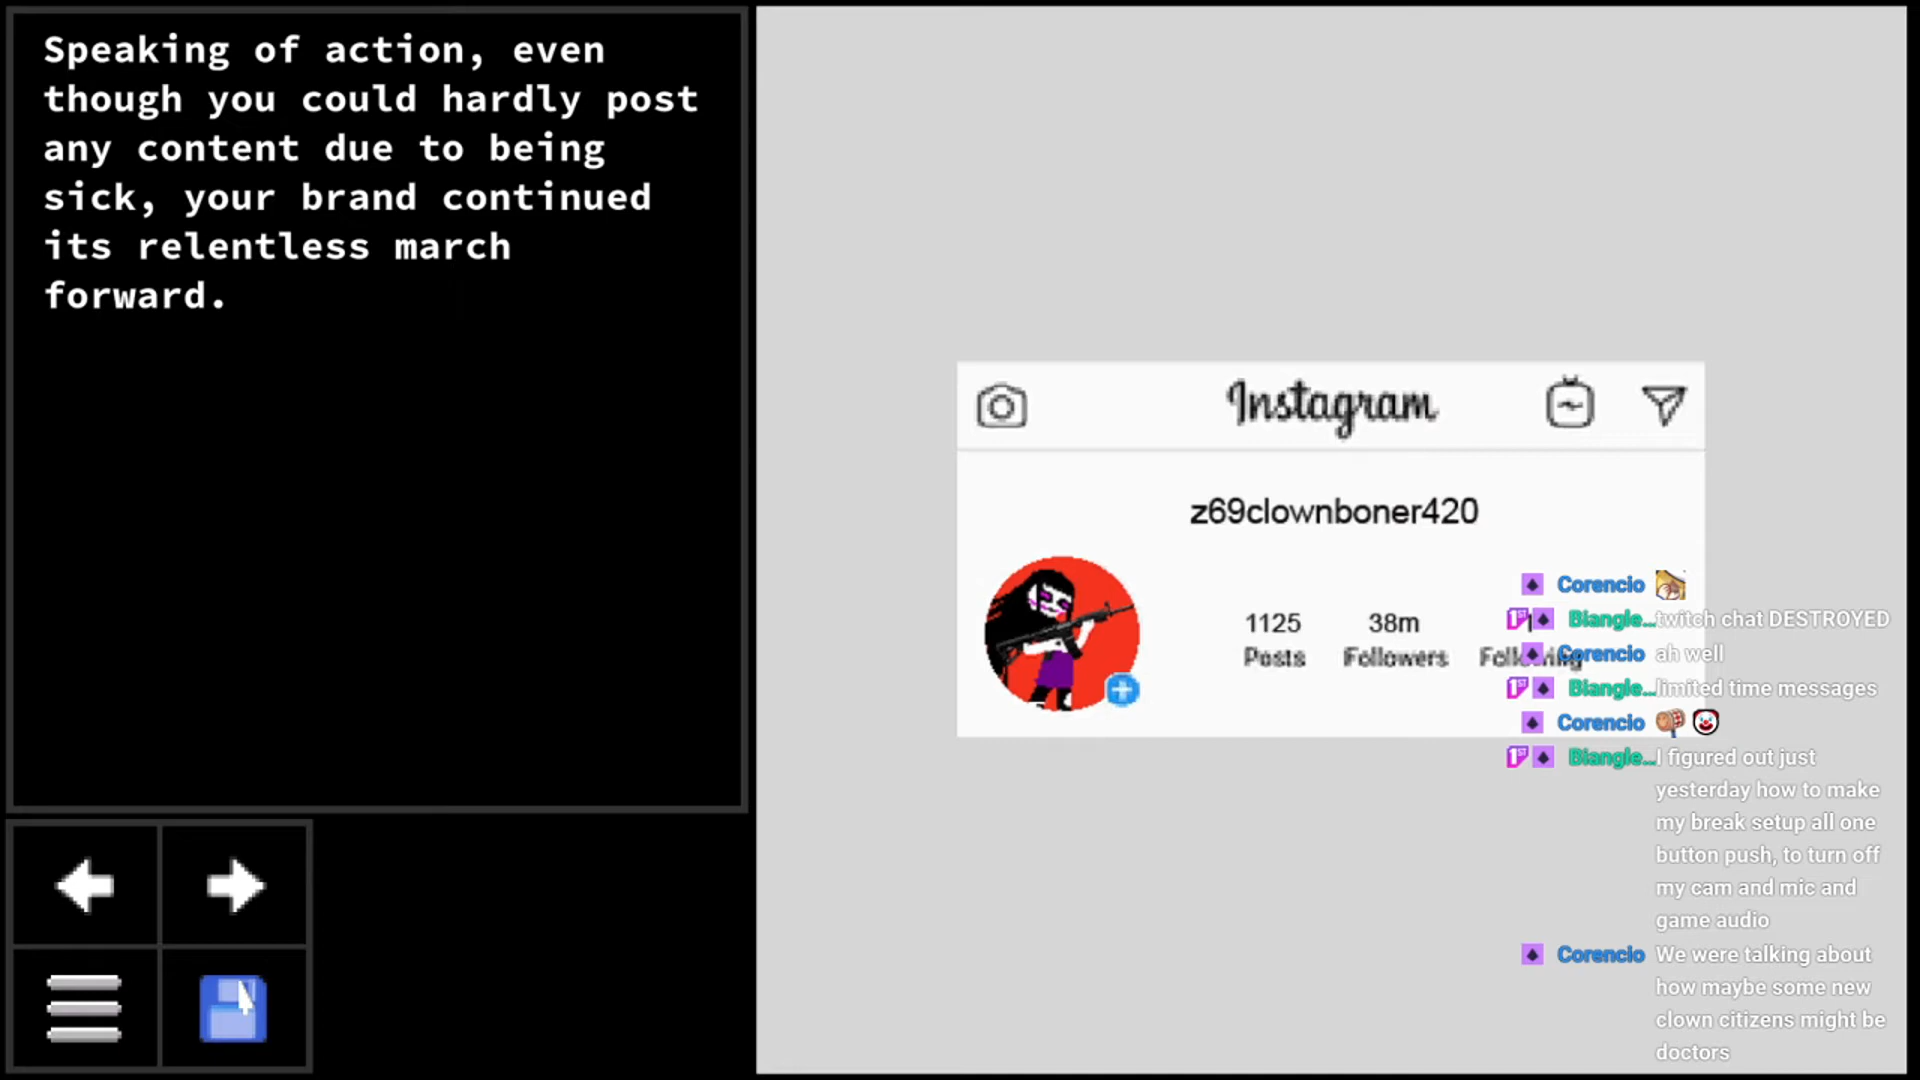 Speaking of action, even
though you could hardly post
any content due to being
sick, your brand continued
its relentless march
forward.
Instagram
z69clownboner420
1125
38m
Posts
Followers
Corencio
Biangle...twitch chat DESTROYED
Corencio ah well
Biangle...limited time messages
Corencio
Biangle...I figured out just
yesterday how to make
my break setup all one
button push, to turn off
my cam and mic and
game audio
Corencio We were talking about
how maybe some new
clown citizens might be
doctors